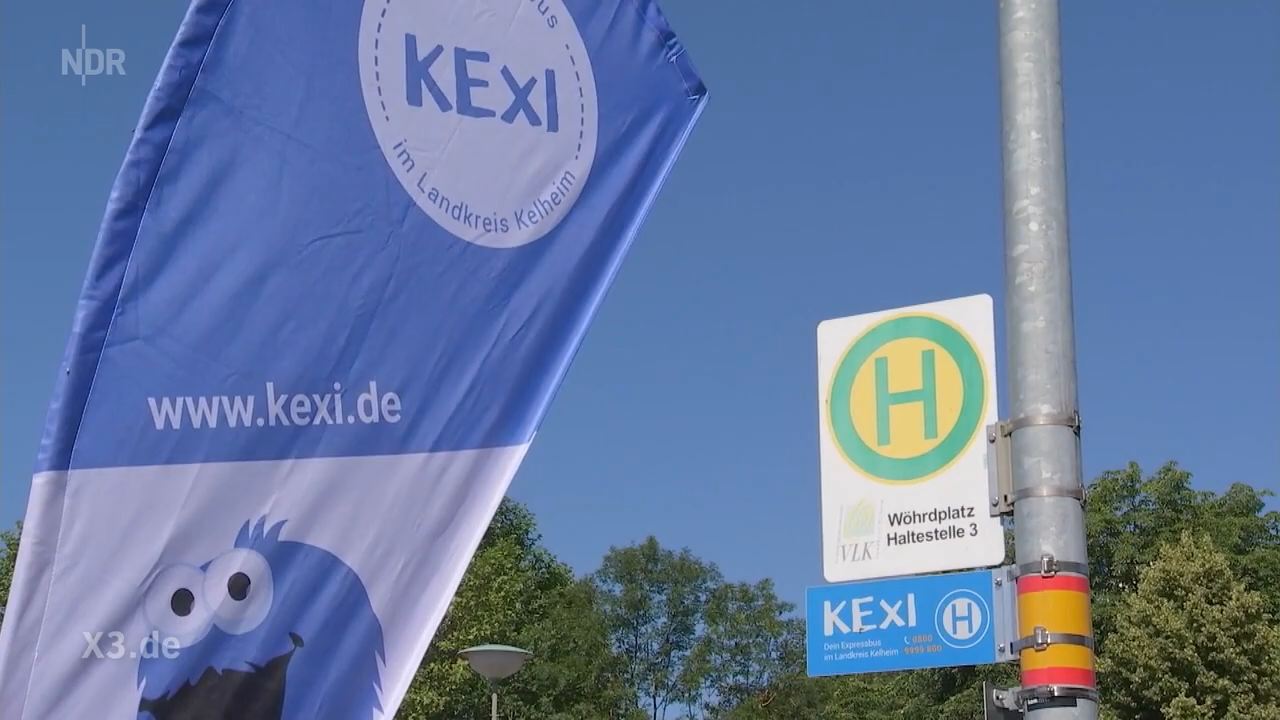 NDR
KEXI
im Landkreis Kelheim
www.kexi.de
X3.de
H
VLK
Wöhrdplatz
Haltestelle 3
KEXI
H
Dein Expressbus
im Landkreis Kelheim
0800
9999 800